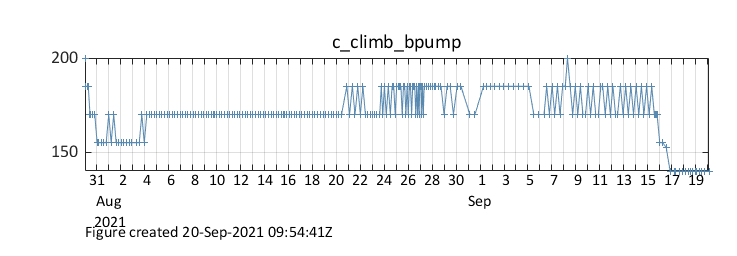 c_climb_bpump
200
150
31 2 4 6 8 10 12 14 16 18 20 22 24 26 28 30 1 3 5 7 9 11 13 15 17 19
Aug Sep
2021
Figure created 20-Sep-2021 09:54:41Z